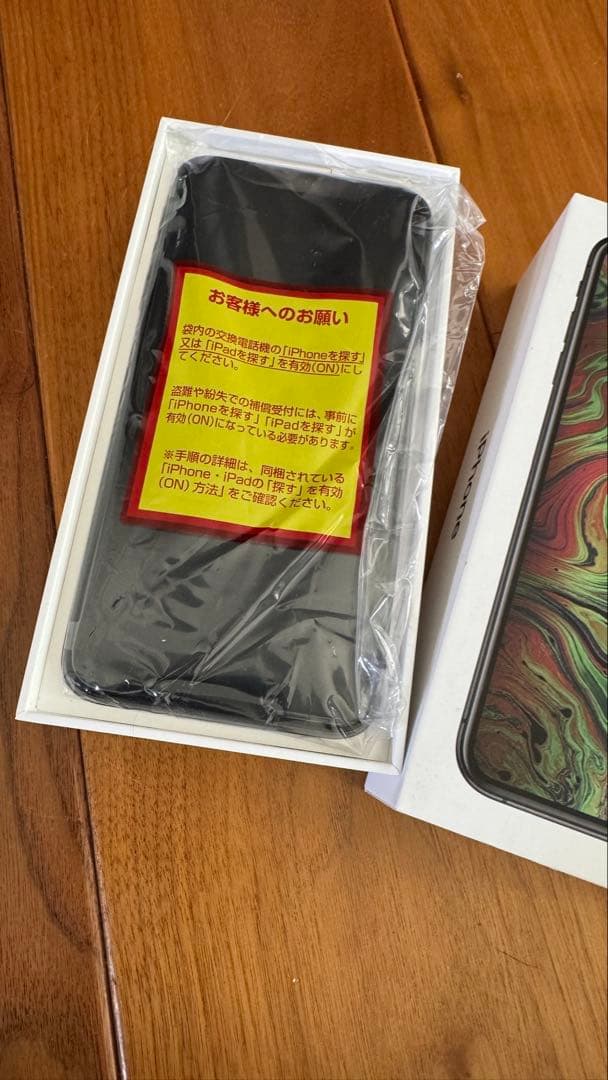 お客様へのお願い
袋内の交換電話機の「iPhoneを探す」
又は「iPadを探す」を有効(ON)にし
てください。
盗難や紛失での補償受付には、事前に
「iPhoneを探す」「iPadを探す」が
有効(ON)になっている必要があります。
※手順の詳細は、同梱されている
「iPhone・iPadの「探す」を有効
(ON) 方法」をご確認ください。
iPhone